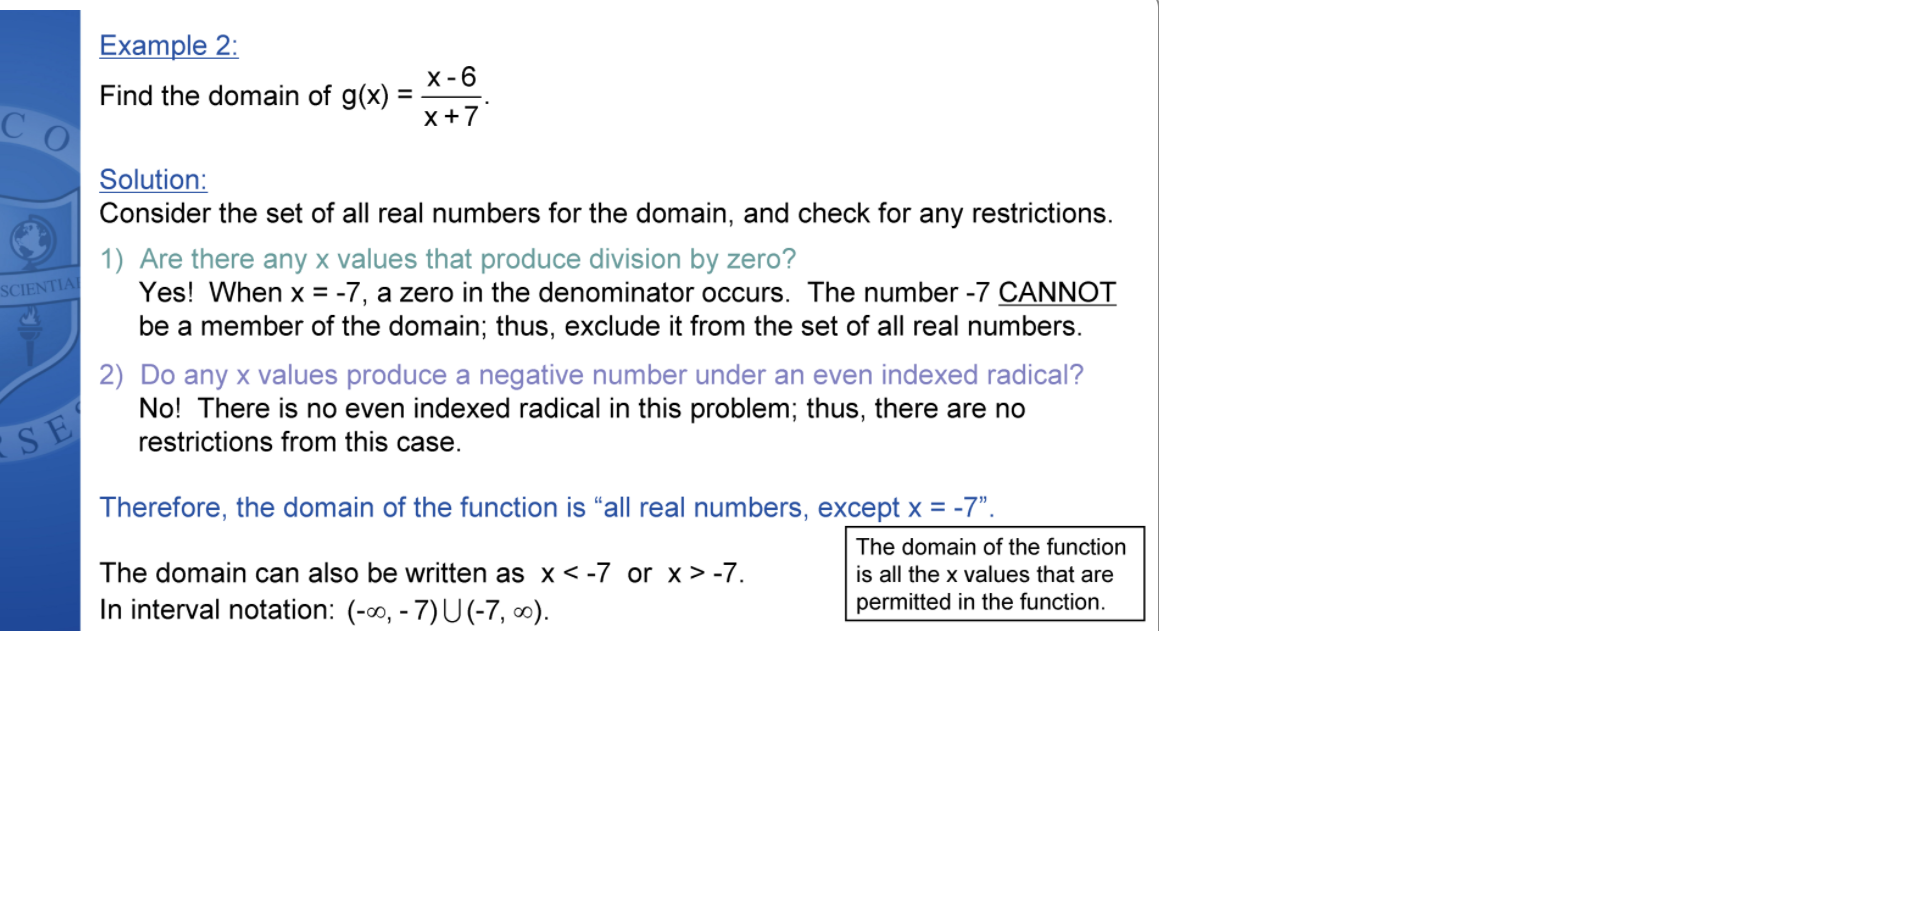 Example 2:
Find the domain of g(x) = x - 6 / x + 7.
C O
Solution:
Consider the set of all real numbers for the domain, and check for any restrictions.
1) Are there any x values that produce division by zero?
Yes! When x = -7, a zero in the denominator occurs. The number -7 CANNOT
be a member of the domain; thus, exclude it from the set of all real numbers.
SCIENTIA
2) Do any x values produce a negative number under an even indexed radical?
No! There is no even indexed radical in this problem; thus, there are no
restrictions from this case.
S E
Therefore, the domain of the function is “all real numbers, except x = -7”.
The domain can also be written as x < -7 or x > -7.
In interval notation: (-∞, - 7)⋃(-7, ∞).
The domain of the function
is all the x values that are
permitted in the function.